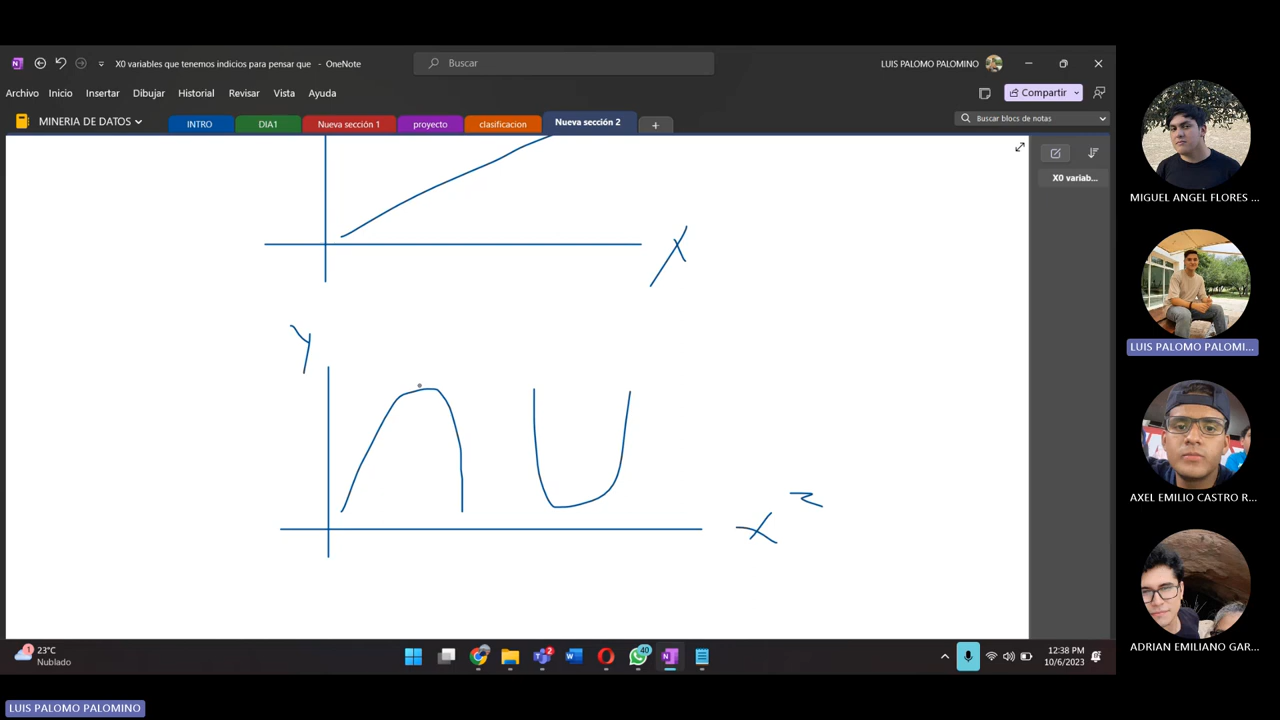 X0 variables que tenemos indicios para pensar que - OneNote
Buscar
LUIS PALOMO PALOMINO
Archivo Inicio Insertar Dibujar Historial Revisar Vista Ayuda
Compartir
MINERIA DE DATOS
INTRO DIA1 Nueva sección 1 proyecto clasificacion Nueva sección 2 +
Buscar blocs de notas
X0 variab...
X
Y
X 2
MIGUEL ANGEL FLORES ...
LUIS PALOMO PALOMI...
AXEL EMILIO CASTRO R...
ADRIAN EMILIANO GAR...
1
23°C
Nublado
2
40
12:38 PM
10/6/2023
LUIS PALOMO PALOMINO